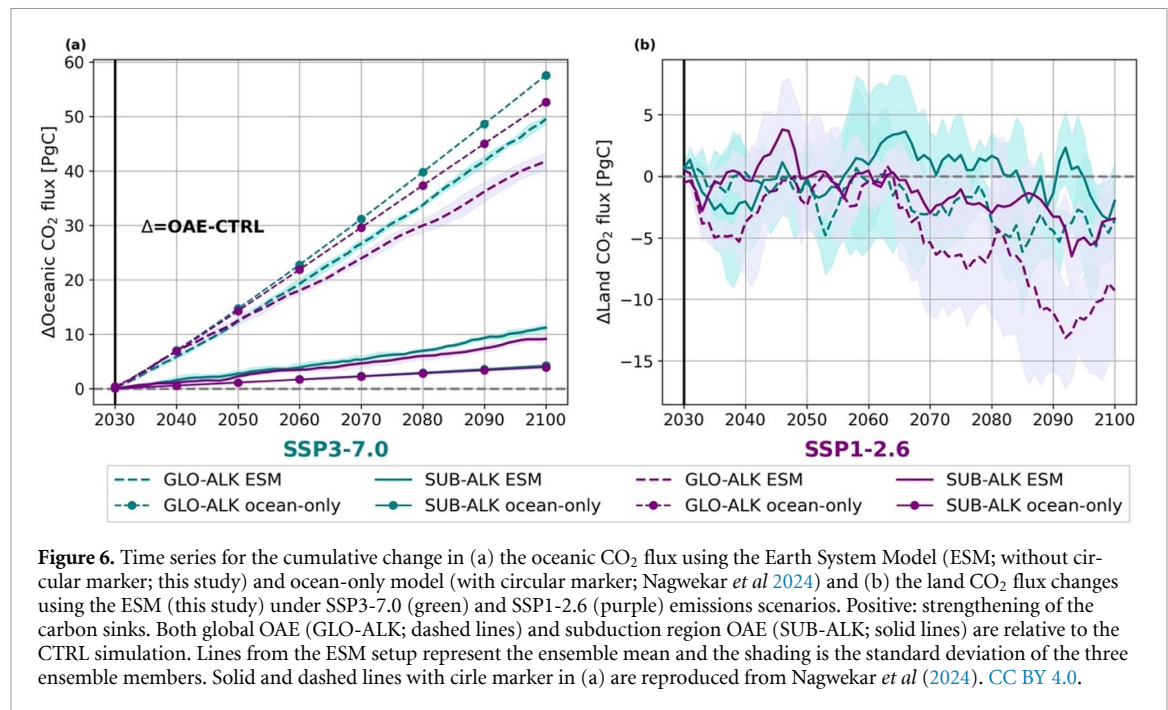 (a)
(b)
60
50
40
30
20
10
0
ΔOceanic CO₂ flux [PgC]
Δ=OAE-CTRL
2030 2040 2050 2060 2070 2080 2090 2100
5
0
−5
−10
−15
ΔLand CO₂ flux [PgC]
2030 2040 2050 2060 2070 2080 2090 2100
SSP3-7.0
SSP1-2.6
GLO-ALK ESM SUB-ALK ESM GLO-ALK ESM SUB-ALK ESM
GLO-ALK ocean-only SUB-ALK ocean-only GLO-ALK ocean-only SUB-ALK ocean-only
Figure 6. Time series for the cumulative change in (a) the oceanic CO₂ flux using the Earth System Model (ESM; without cir-
cular marker; this study) and ocean-only model (with circular marker; Nagwekar et al 2024) and (b) the land CO₂ flux changes
using the ESM (this study) under SSP3-7.0 (green) and SSP1-2.6 (purple) emissions scenarios. Positive: strengthening of the
carbon sinks. Both global OAE (GLO-ALK; dashed lines) and subduction region OAE (SUB-ALK; solid lines) are relative to the
CTRL simulation. Lines from the ESM setup represent the ensemble mean and the shading is the standard deviation of the three
ensemble members. Solid and dashed lines with cirle marker in (a) are reproduced from Nagwekar et al (2024). CC BY 4.0.